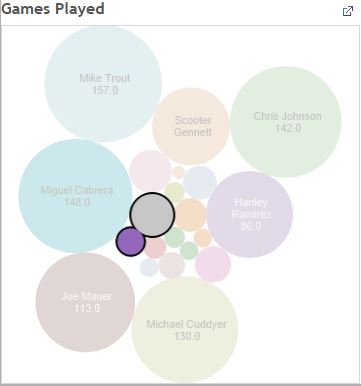 Games Played
Mike Trout
157.0
Scooter
Gennett
Chris Johnson
142.0
Miguel Cabrera
148.0
Hanley
Ramirez
86.0
Joe Mauer
113.0
Michael Cuddyer
130.0